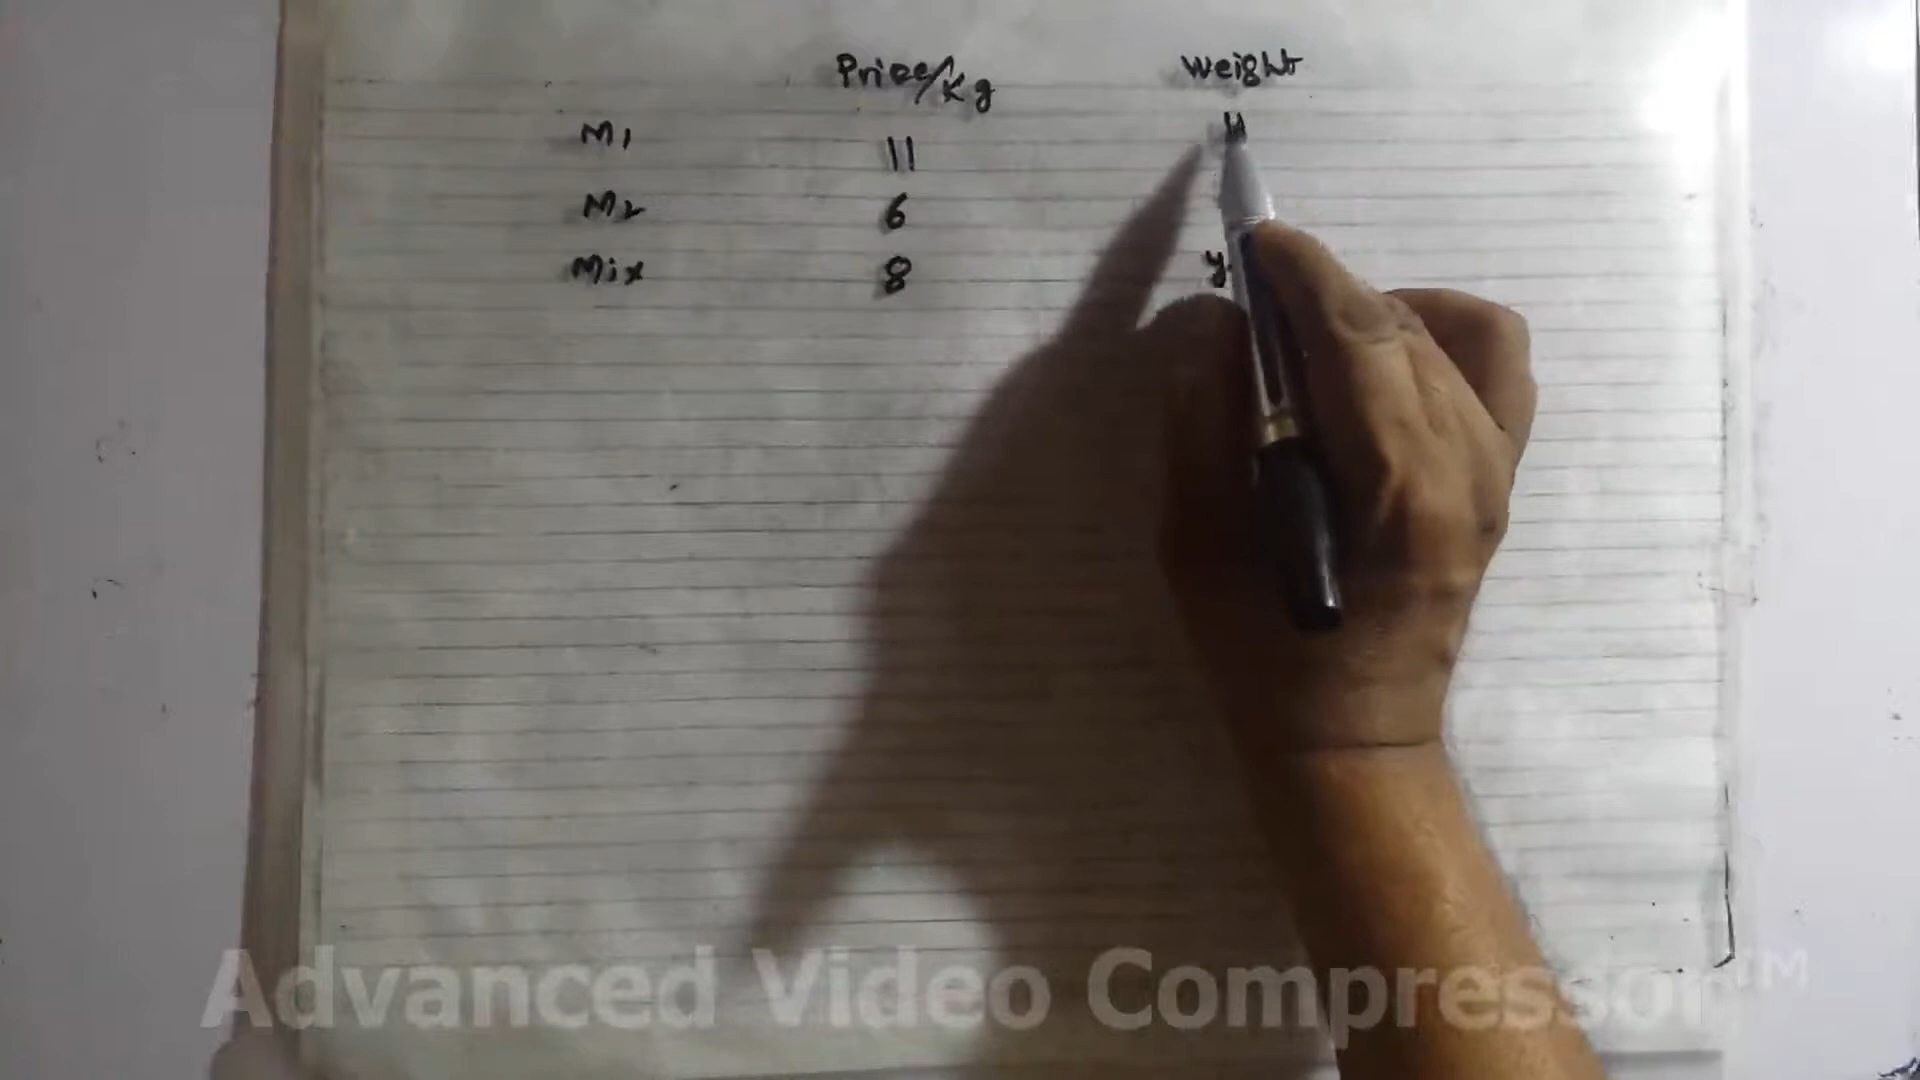 Price/Kg Weight
M1 11
M2 6
Mix 8 y
Advanced Video Compressor™